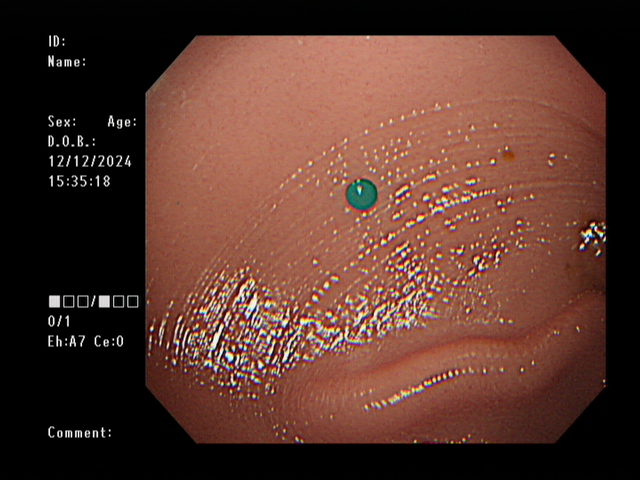 ID:
Name:
Sex: Age:
D.O.B.:
12/12/2024
15:35:18
■□□/■□□
0/1
Eh:A7 Ce:0
Comment: